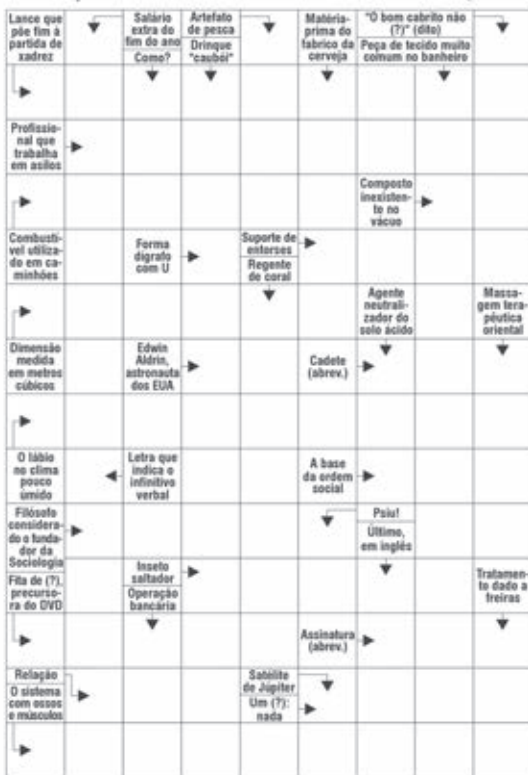 Lance que
põe fim à
partida de
xadrez
Salário
extra do
fim do ano
Como?
Artefato
de pesca
Drinque
"caubói"
Matéria-
prima do
fabrico da
cerveja
"O bom cabrito não
(?)" (dito)
Peça de tecido muito
comum no banheiro
Profissio-
nal que
trabalha
em asilos
Composto
inexisten-
te no
vácuo
Combustí-
vel utiliza-
do em ca-
minhões
Forma
dígrafo
com U
Suporte de
entorses
Regente
de coral
Agente
neutrali-
zador do
solo ácido
Massa-
gem tera-
pêutica
oriental
Dimensão
medida
em metros
cúbicos
Edwin
Aldrin,
astronauta
dos EUA
Cadete
(abrev.)
O lábio
no clima
pouco
úmido
Letra que
indica o
infinitivo
verbal
A base
da ordem
social
Filósofo
considera-
do o funda-
dor da
Sociologia
Psiu!
Último,
em inglês
Fita de (?),
precurso-
ra do DVD
Inseto
saltador
Operação
bancária
Tratamen-
to dado a
freiras
Assinatura
(abrev.)
Relação
O sistema
com ossos
e músculos
Satélite
de Júpiter
Um (?):
nada